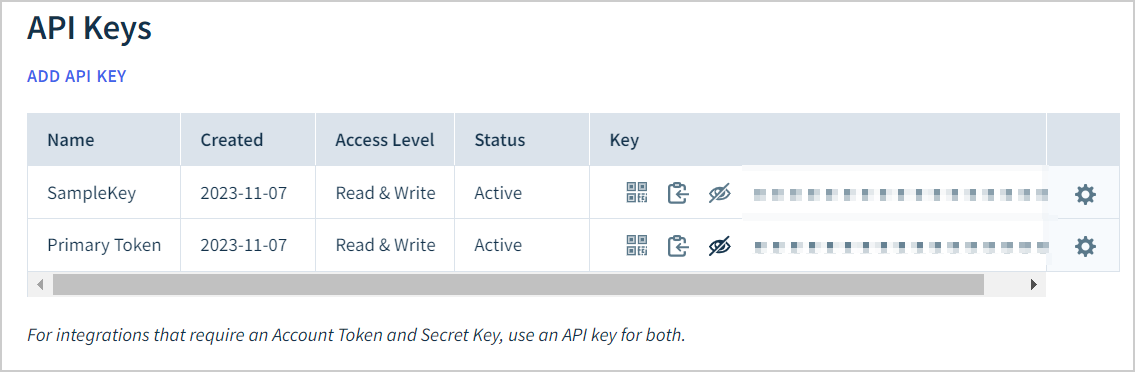 API Keys
ADD API KEY
Name Created Access Level Status Key
SampleKey 2023-11-07 Read & Write Active
Primary Token 2023-11-07 Read & Write Active
For integrations that require an Account Token and Secret Key, use an API key for both.